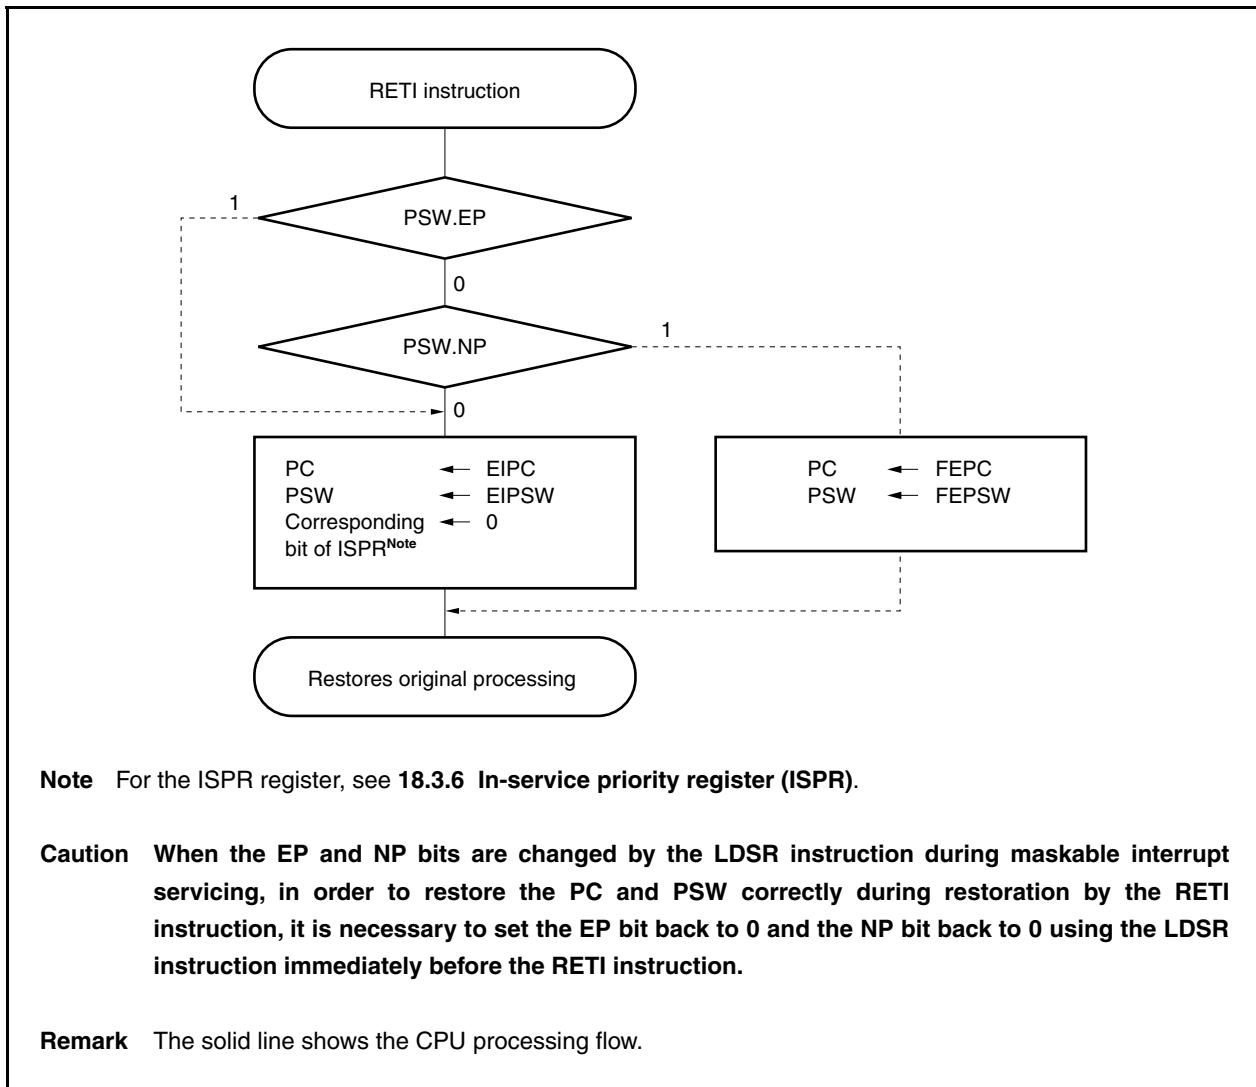 RETI instruction
1
PSW.EP
0
1
PSW.NP
0
PC ← EIPC
PSW ← EIPSW
Corresponding ← 0
bit of ISPRNote
PC ← FEPC
PSW ← FEPSW
Restores original processing
Note For the ISPR register, see 18.3.6 In-service priority register (ISPR).
Caution When the EP and NP bits are changed by the LDSR instruction during maskable interrupt
servicing, in order to restore the PC and PSW correctly during restoration by the RETI
instruction, it is necessary to set the EP bit back to 0 and the NP bit back to 0 using the LDSR
instruction immediately before the RETI instruction.
Remark The solid line shows the CPU processing flow.